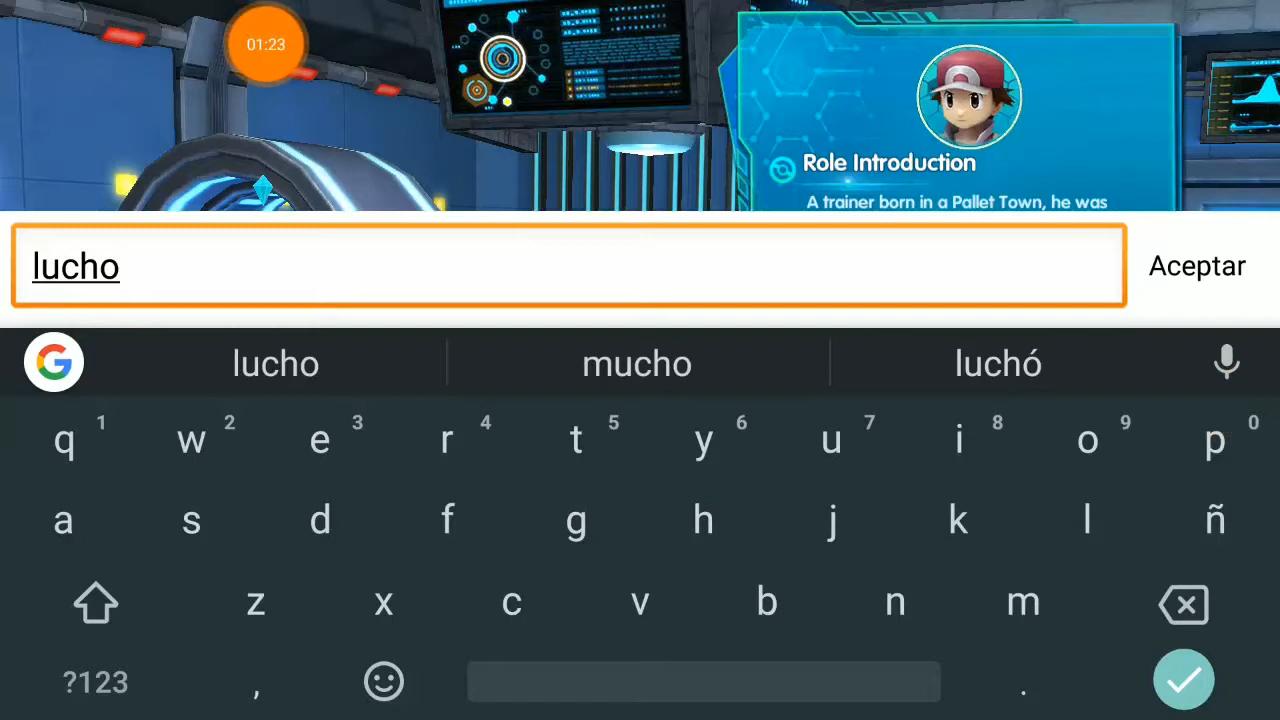 01:23
Role Introduction
A trainer born in a Pallet Town, he was
lucho
Aceptar
lucho mucho luchó
q 1 w 2 e 3 r 4 t 5 y 6 u 7 i 8 o 9 p 0
a s d f g h j k l ñ
z x c v b n m
?123 , .